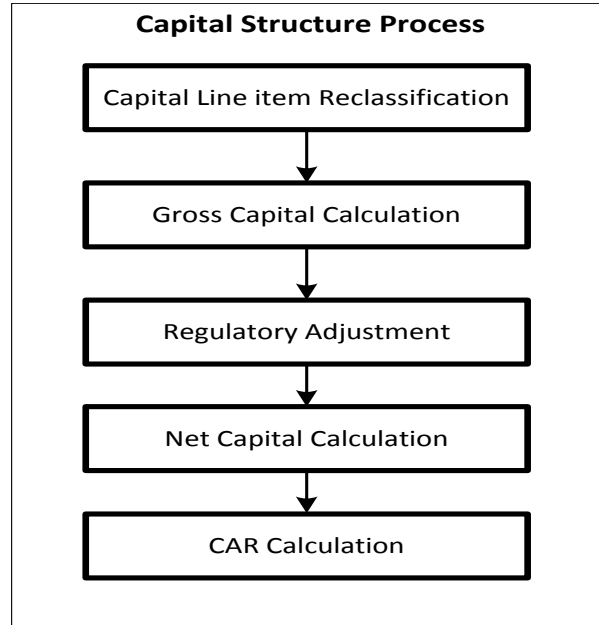 Capital Structure Process
Capital Line item Reclassification
Gross Capital Calculation
Regulatory Adjustment
Net Capital Calculation
CAR Calculation